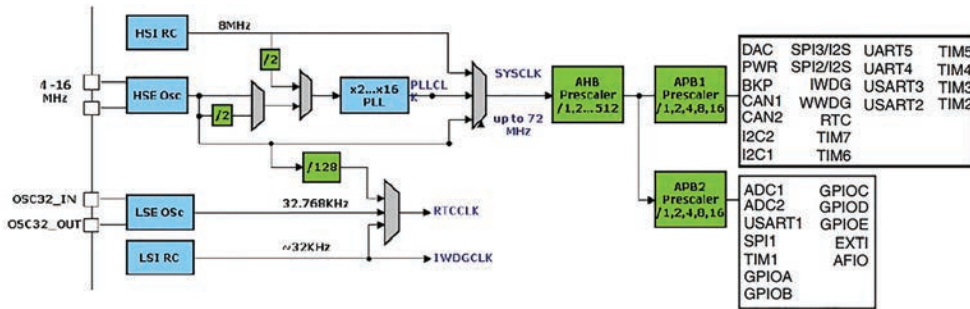 HSI RC
8MHz
/2
4 -16
MHz
HSE Osc
/2
x2...x16
PLL
PLLCL
K
SYSCLK
up to 72
MHz
AHB
Prescaler
/1,2...512
APB1
Prescaler
/1,2,4,8,16
DAC SPI3/I2S UART5 TIM5
PWR SPI2/I2S UART4 TIM4
BKP IWDG USART3 TIM3
CAN1 WWDG USART2 TIM2
CAN2 RTC
I2C2 TIM7
I2C1 TIM6
/128
OSC32_IN
OSC32_OUT
LSE OSc
32.768KHz
RTCCLK
LSI RC
~32KHz
IWDGCLK
APB2
Prescaler
/1,2,4,8,16
ADC1 GPIOC
ADC2 GPIOD
USART1 GPIOE
SPI1 EXTI
TIM1 AFIO
GPIOA
GPIOB